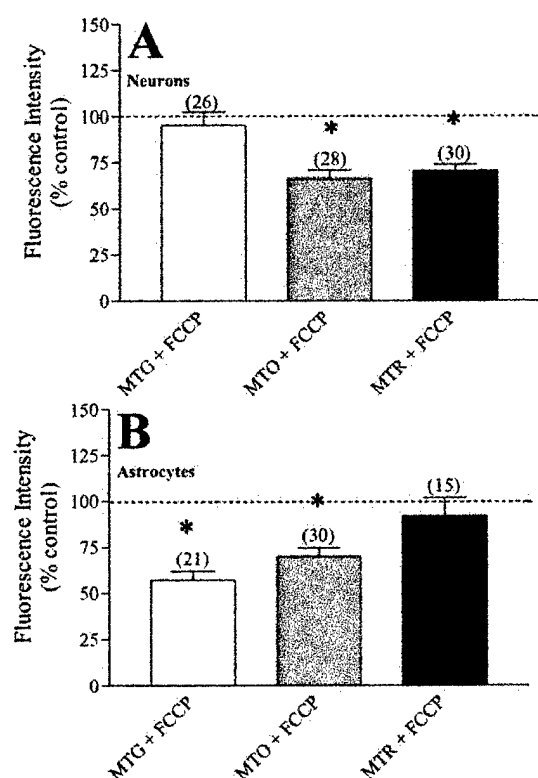 A
Neurons
Fluorescence Intensity
(% control)
150
125
100
75
50
25
0
(26)
*
(28)
*
(30)
MTG + FCCP
MTO + FCCP
MTR + FCCP
B
Astrocytes
Fluorescence Intensity
(% control)
150
125
100
75
50
25
0
*
(21)
*
(30)
(15)
MTG + FCCP
MTO + FCCP
MTR + FCCP